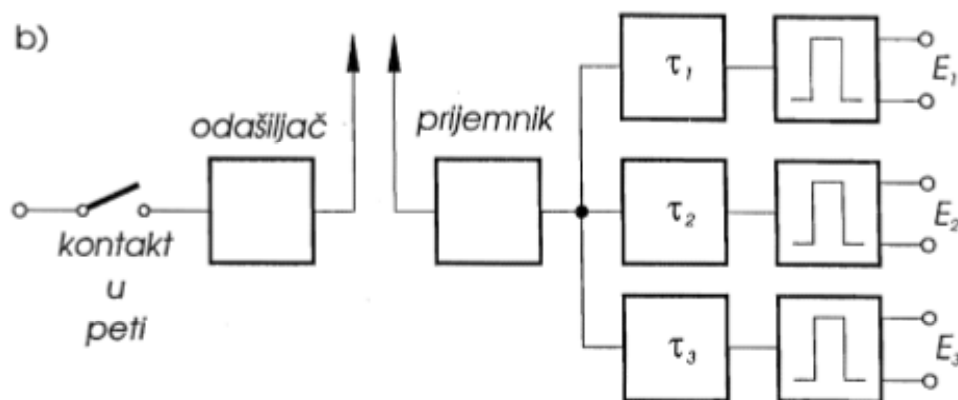 b)
odašiljač
prijemnik
kontakt
u
peti
τ₁
E₁
τ₂
E₂
τ₃
E₃